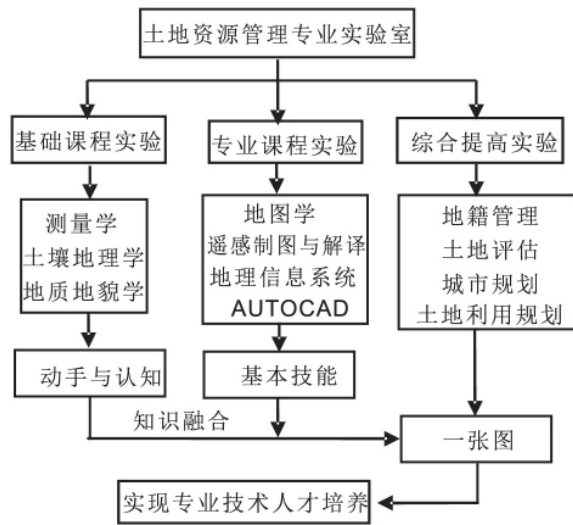 土地资源管理专业实验室
基础课程实验
专业课程实验
综合提高实验
测量学
土壤地理学
地质地貌学
地图学
遥感制图与解译
地理信息系统
AUTOCAD
地籍管理
土地评估
城市规划
土地利用规划
动手与认知
基本技能
知识融合
一张图
实现专业技术人才培养